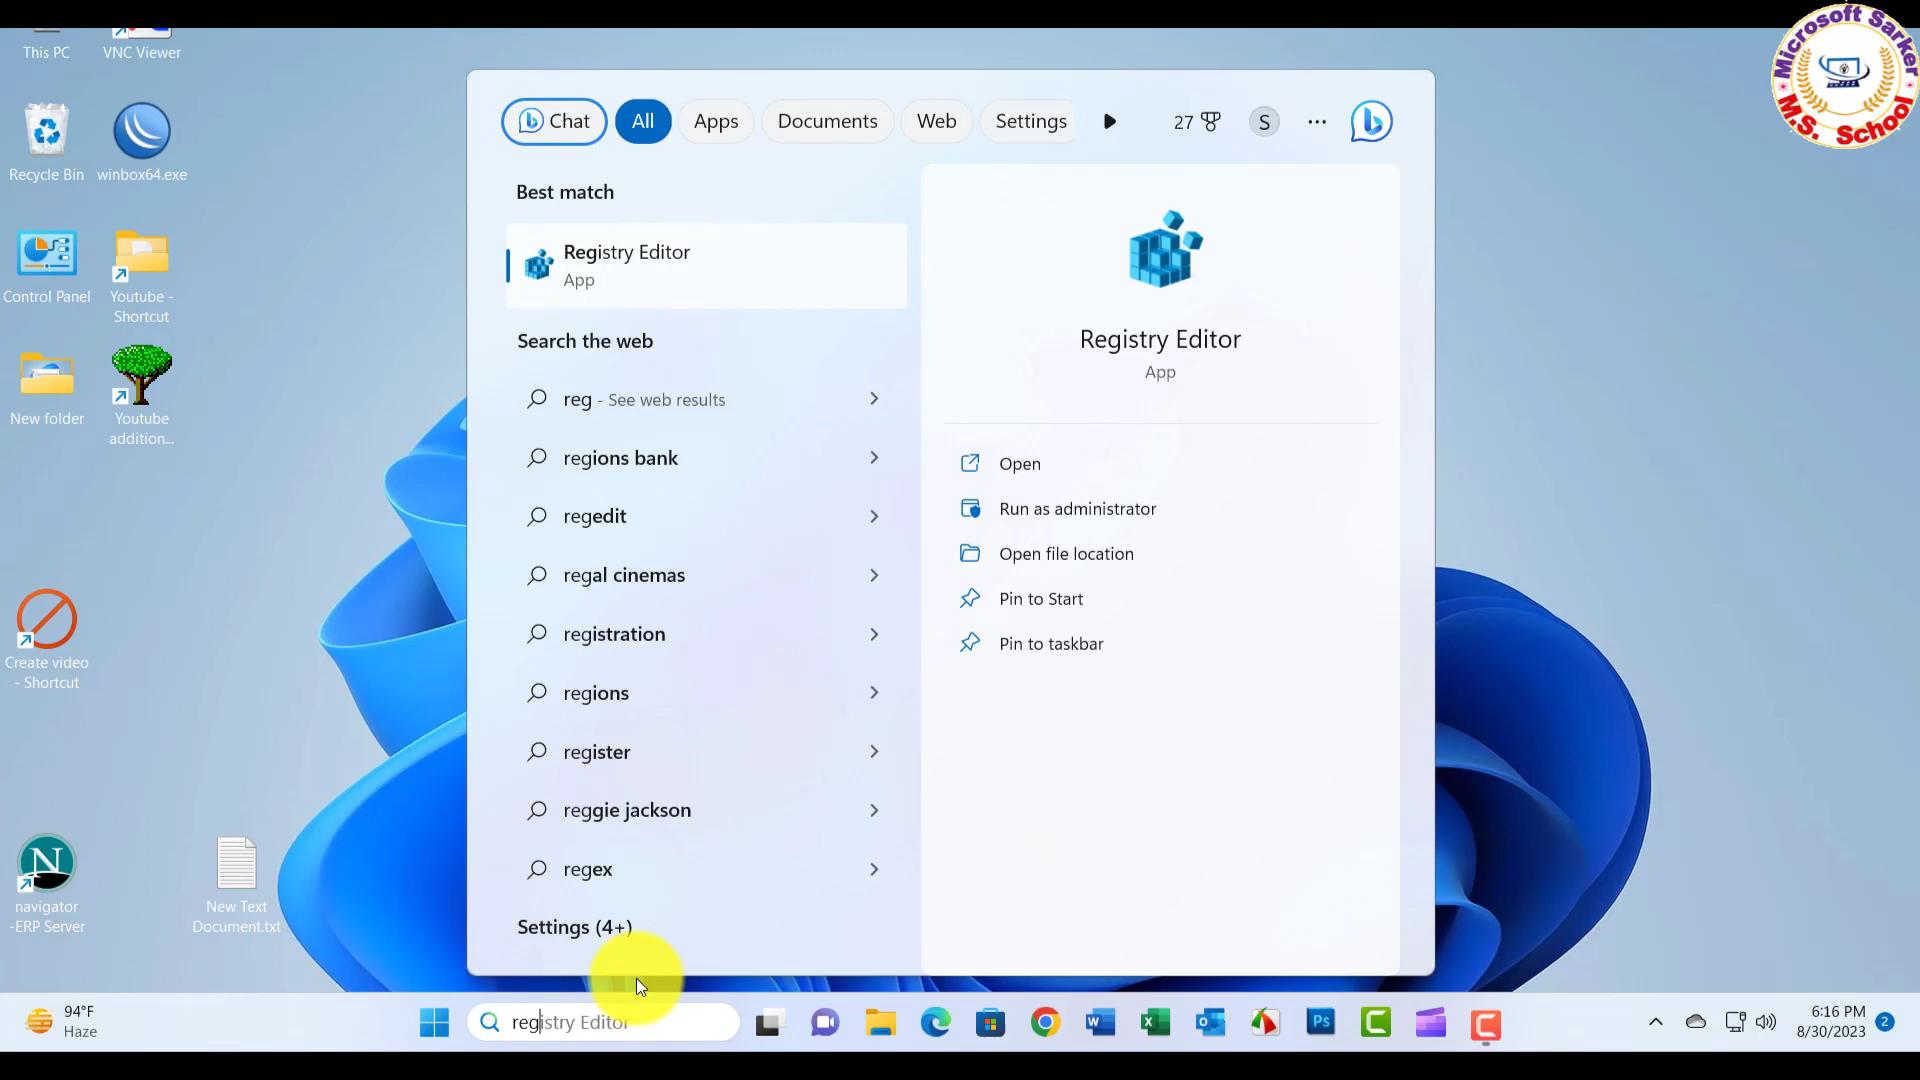 This PC
VNC Viewer
Recycle Bin
winbox64.exe
Control Panel
Youtube -
Shortcut
New folder
Youtube
addition...
Create video
- Shortcut
navigator
-ERP Server
New Text
Document.txt
Chat
All
Apps
Documents
Web
Settings
27
S
Best match
Registry Editor
App
Search the web
reg - See web results
regions bank
regedit
regal cinemas
registration
regions
register
reggie jackson
regex
Settings (4+)
Registry Editor
App
Open
Run as administrator
Open file location
Pin to Start
Pin to taskbar
Microsoft Sarker
M.S. School
94°F
Haze
registry Editor
6:16 PM
8/30/2023
2